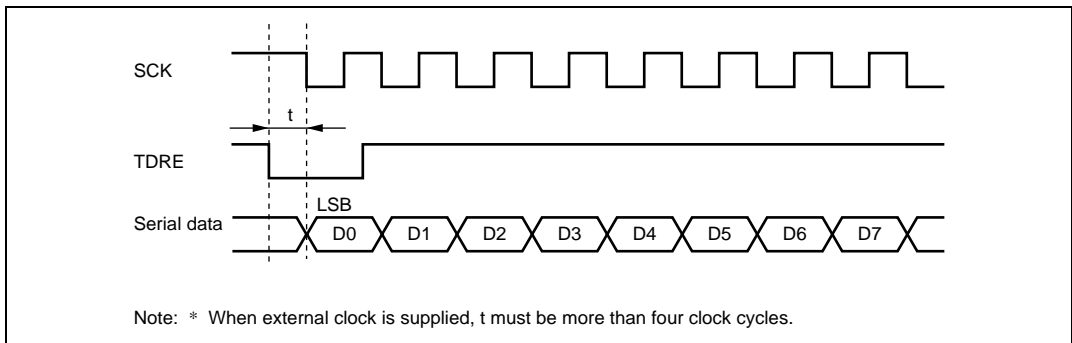 SCK
t
TDRE
LSB
Serial data
D0 D1 D2 D3 D4 D5 D6 D7
Note: * When external clock is supplied, t must be more than four clock cycles.